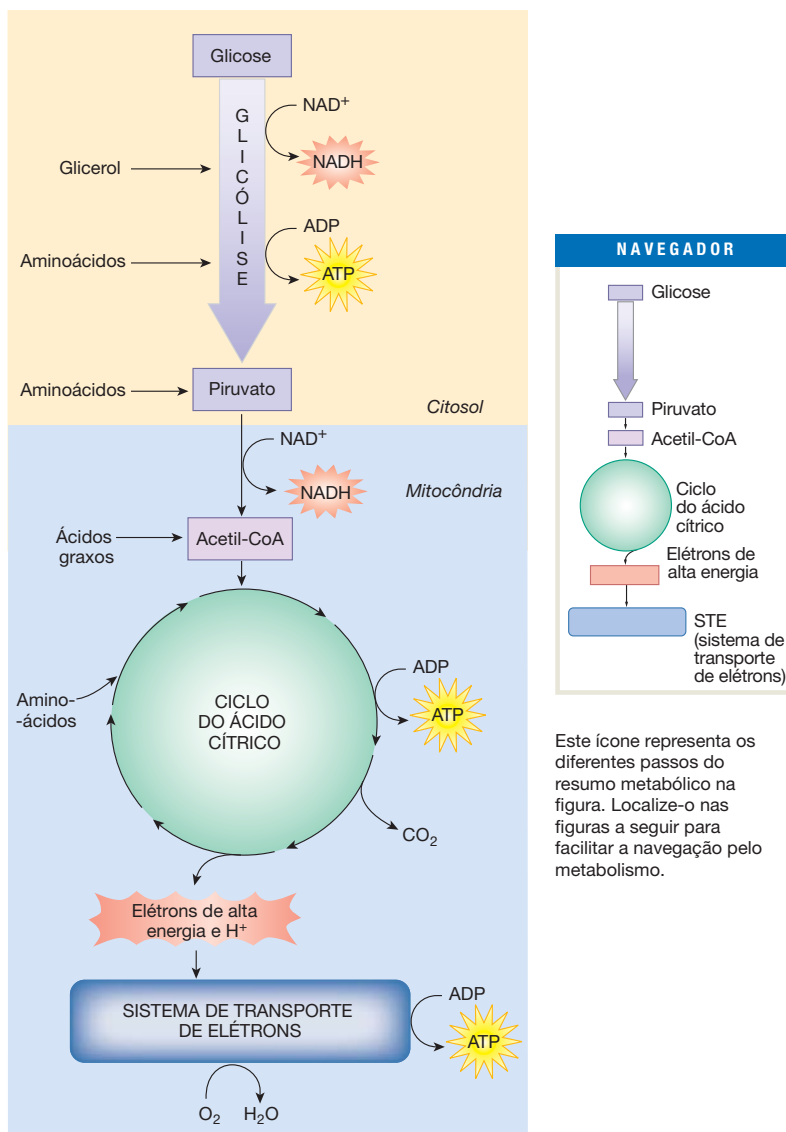 Glicose
NAD+
G
L
I
C
Ó
L
I
S
E
NADH
Glicerol
ADP
Aminoácidos
ATP
Aminoácidos
Piruvato
Citosol
NAD+
NADH
Mitocôndria
Ácidos
graxos
Acetil-CoA
ADP
Amino-
-ácidos
CICLO
DO ÁCIDO
CÍTRICO
ATP
CO2
Elétrons de alta
energia e H+
ADP
SISTEMA DE TRANSPORTE
DE ELÉTRONS
ATP
O2 H2O
NAVEGADOR
Glicose
Piruvato
Acetil-CoA
Ciclo
do ácido
cítrico
Elétrons de
alta energia
STE
(sistema de
transporte
de elétrons)
Este ícone representa os
diferentes passos do
resumo metabólico na
figura. Localize-o nas
figuras a seguir para
facilitar a navegação pelo
metabolismo.